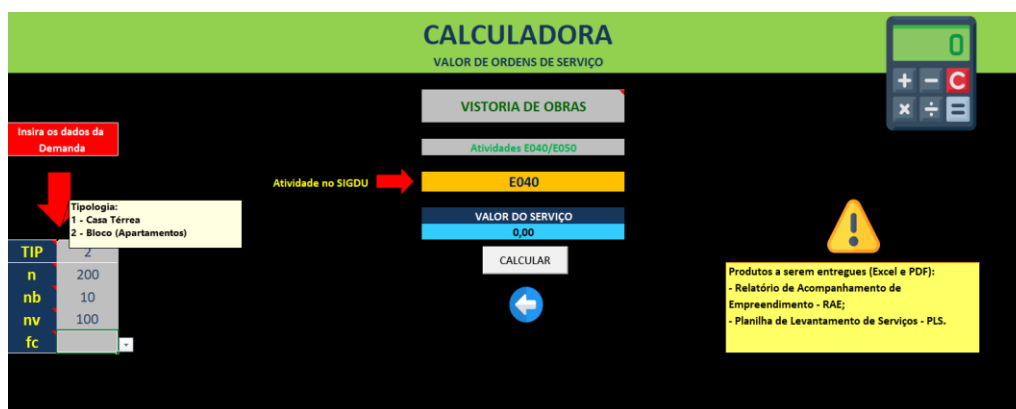 CALCULADORA
VALOR DE ORDENS DE SERVIÇO
0
+ - C
× ÷ =
VISTORIA DE OBRAS
Insira os dados da
Demanda
Atividades E040/E050
Atividade no SIGDU
E040
Tipologia:
1 - Casa Térrea
2 - Bloco (Apartamentos)
VALOR DO SERVIÇO
0,00
TIP 2
n 200
nb 10
nv 100
fc
CALCULAR
!
Produtos a serem entregues (Excel e PDF):
- Relatório de Acompanhamento de
Empreendimento - RAE;
- Planilha de Levantamento de Serviços - PLS.